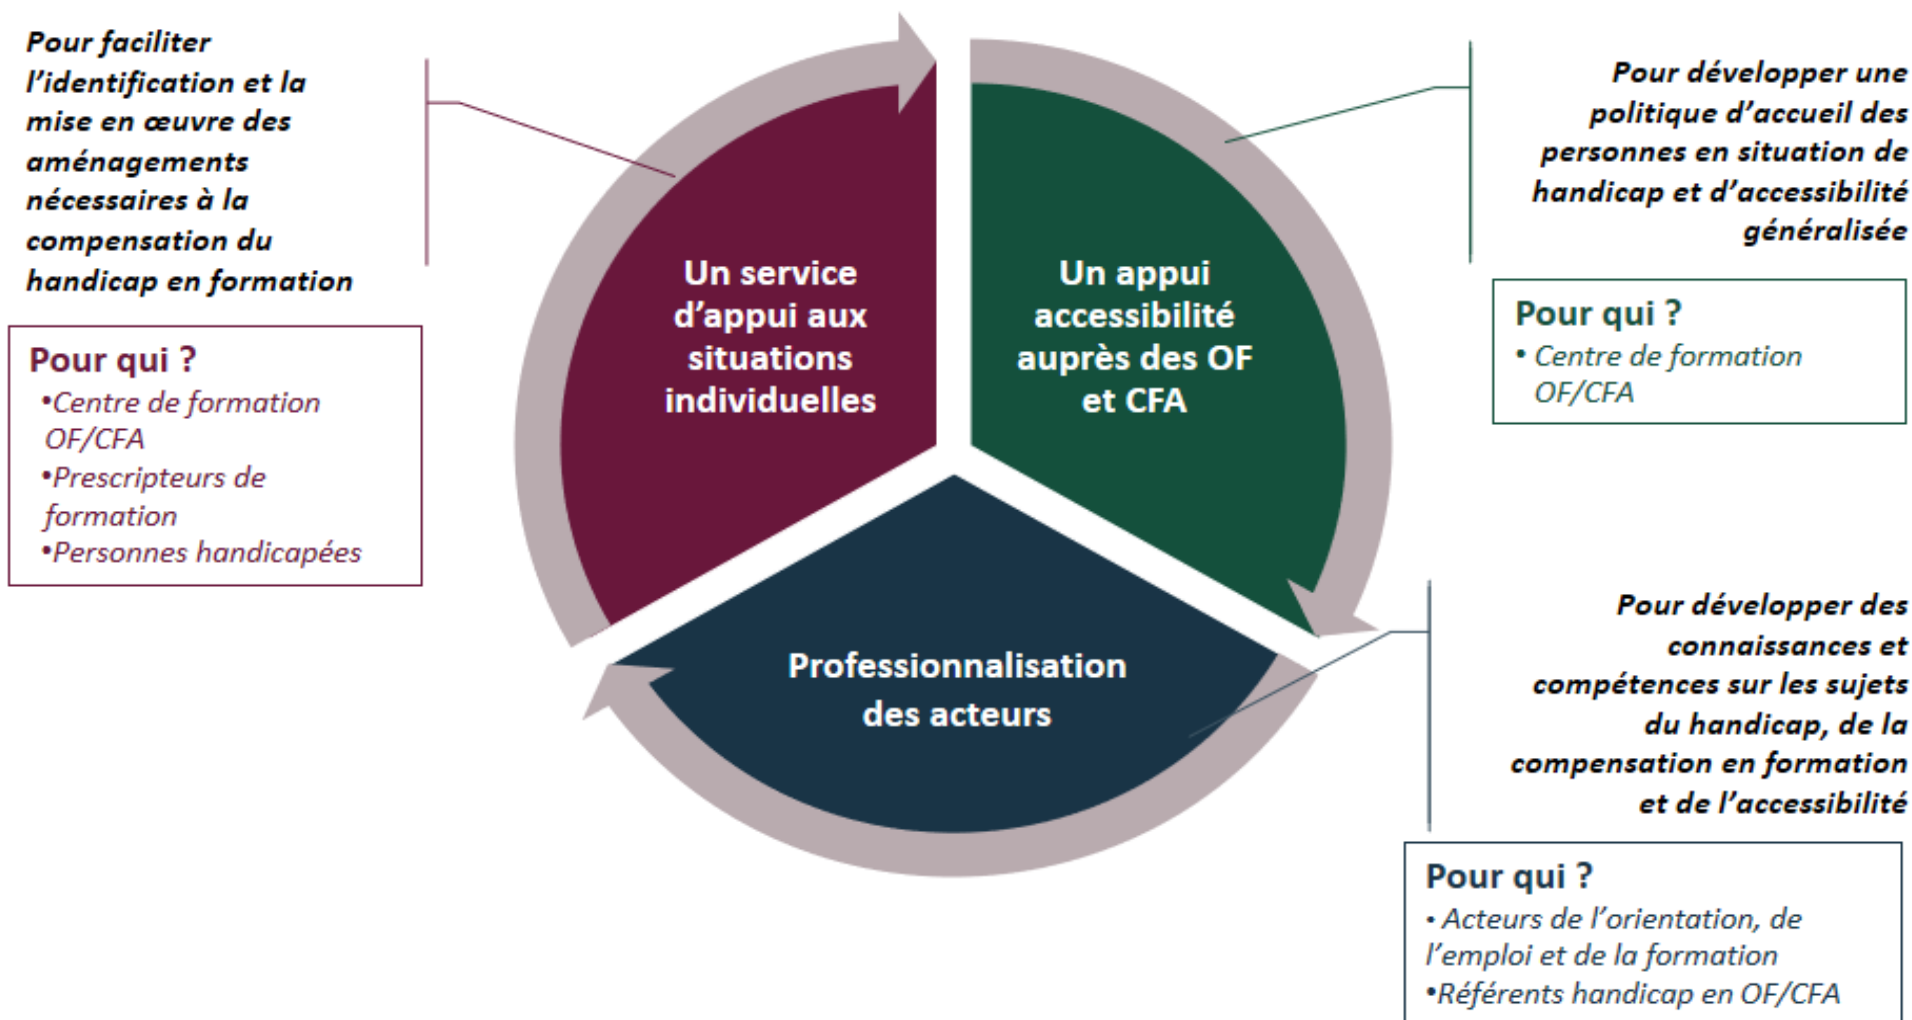 Pour faciliter
l’identification et la
mise en œuvre des
aménagements
nécessaires à la
compensation du
handicap en formation
Pour qui ?
•Centre de formation
OF/CFA
•Prescripteurs de
formation
•Personnes handicapées
Un service
d’appui aux
situations
individuelles
Un appui
accessibilité
auprès des OF
et CFA
Professionnalisation
des acteurs
Pour développer une
politique d’accueil des
personnes en situation de
handicap et d’accessibilité
généralisée
Pour qui ?
• Centre de formation
OF/CFA
Pour développer des
connaissances et
compétences sur les sujets
du handicap, de la
compensation en formation
et de l’accessibilité
Pour qui ?
• Acteurs de l’orientation, de
l’emploi et de la formation
•Référents handicap en OF/CFA